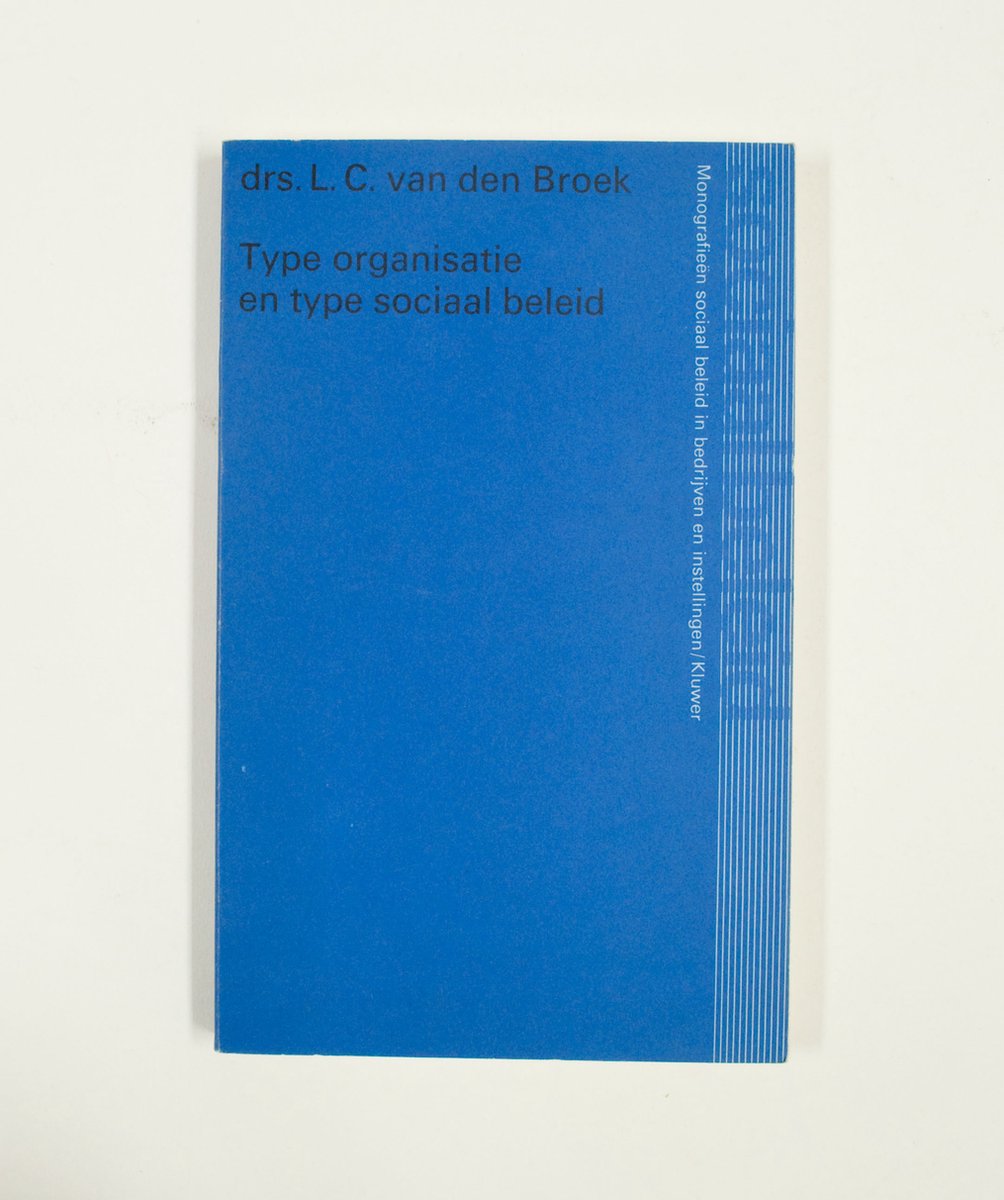 drs. L. C. van den Broek
Type organisatie
en type sociaal beleid
Monografieën sociaal beleid in bedrijven en instellingen/Kluwer